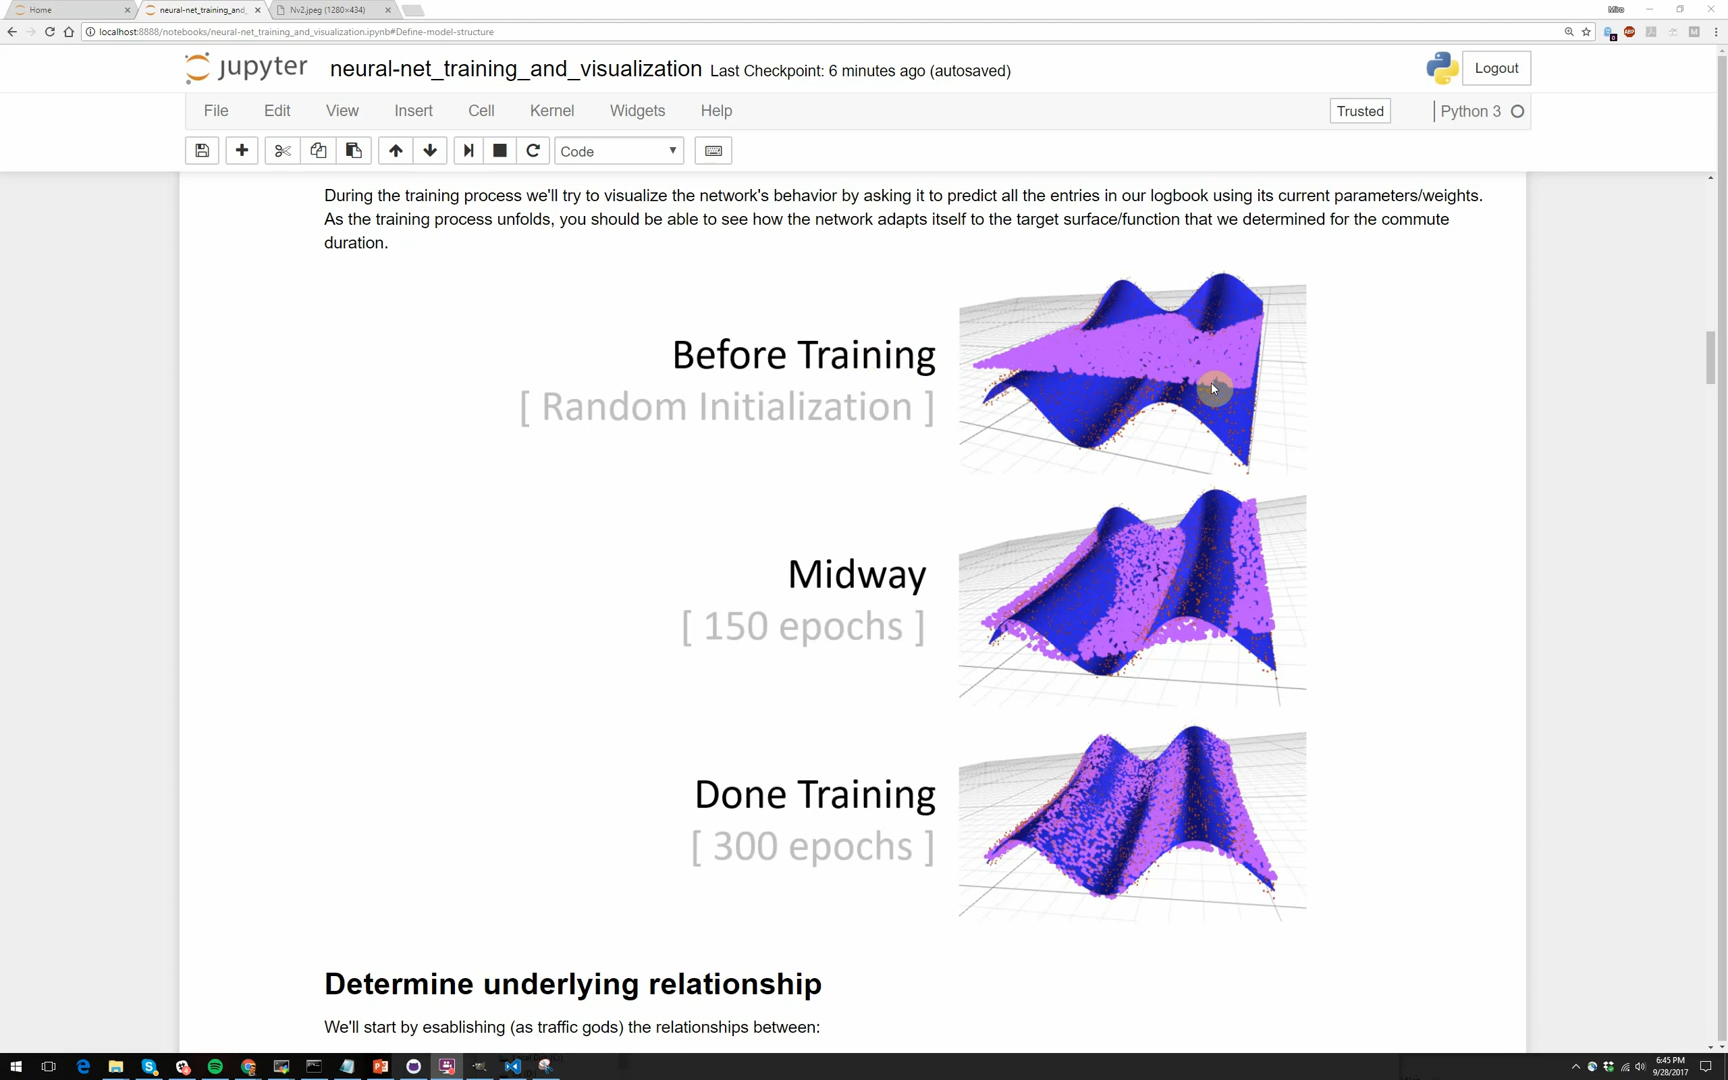 Home
neural-net_training_and_
Nv2.jpeg (1280×434)
Miro
localhost:8888/notebooks/neural-net_training_and_visualization.ipynb#Define-model-structure
jupyter
neural-net_training_and_visualization Last Checkpoint: 6 minutes ago (autosaved)
Logout
File Edit View Insert Cell Kernel Widgets Help
Trusted
Python 3
Code
During the training process we'll try to visualize the network's behavior by asking it to predict all the entries in our logbook using its current parameters/weights.
As the training process unfolds, you should be able to see how the network adapts itself to the target surface/function that we determined for the commute
duration.
Before Training
[ Random Initialization ]
Midway
[ 150 epochs ]
Done Training
[ 300 epochs ]
Determine underlying relationship
We'll start by esablishing (as traffic gods) the relationships between:
6:45 PM
9/28/2017